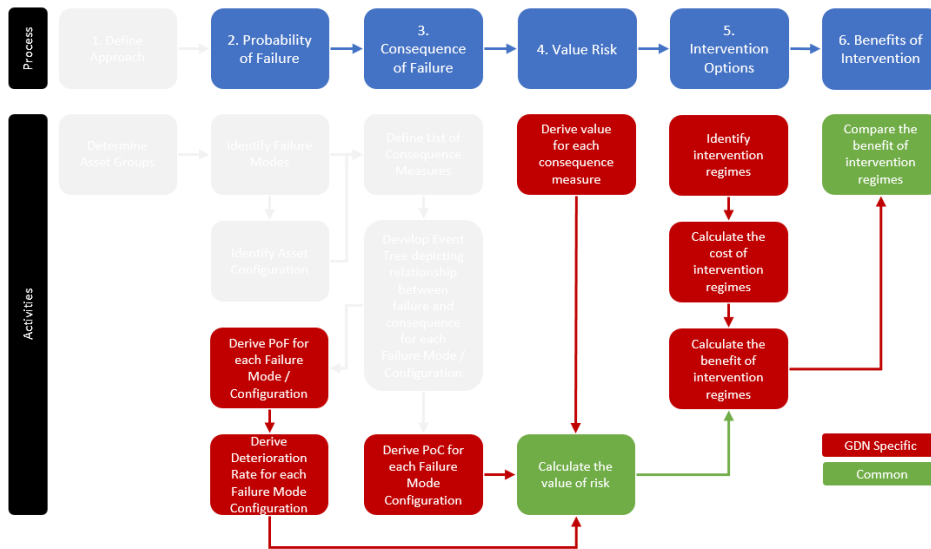 Process
1. Define
Approach
2. Probability
of Failure
3.
Consequence
of Failure
4. Value Risk
5.
Intervention
Options
6. Benefits of
Intervention
Activities
Determine
Asset Groups
Identify Failure
Modes
Identify Asset
Configuration
Derive PoF for
each Failure
Mode /
Configuration
Derive
Deterioration
Rate for each
Failure Mode
Configuration
Define List of
Consequence
Measures
Develop Event
Tree depicting
relationship
between
failure and
consequence
for each
Failure Mode /
Configuration
Derive PoC for
each Failure
Mode
Configuration
Derive value
for each
consequence
measure
Calculate the
value of risk
Identify
intervention
regimes
Calculate the
cost of
intervention
regimes
Calculate the
benefit of
intervention
regimes
Compare the
benefit of
intervention
regimes
GDN Specific
Common